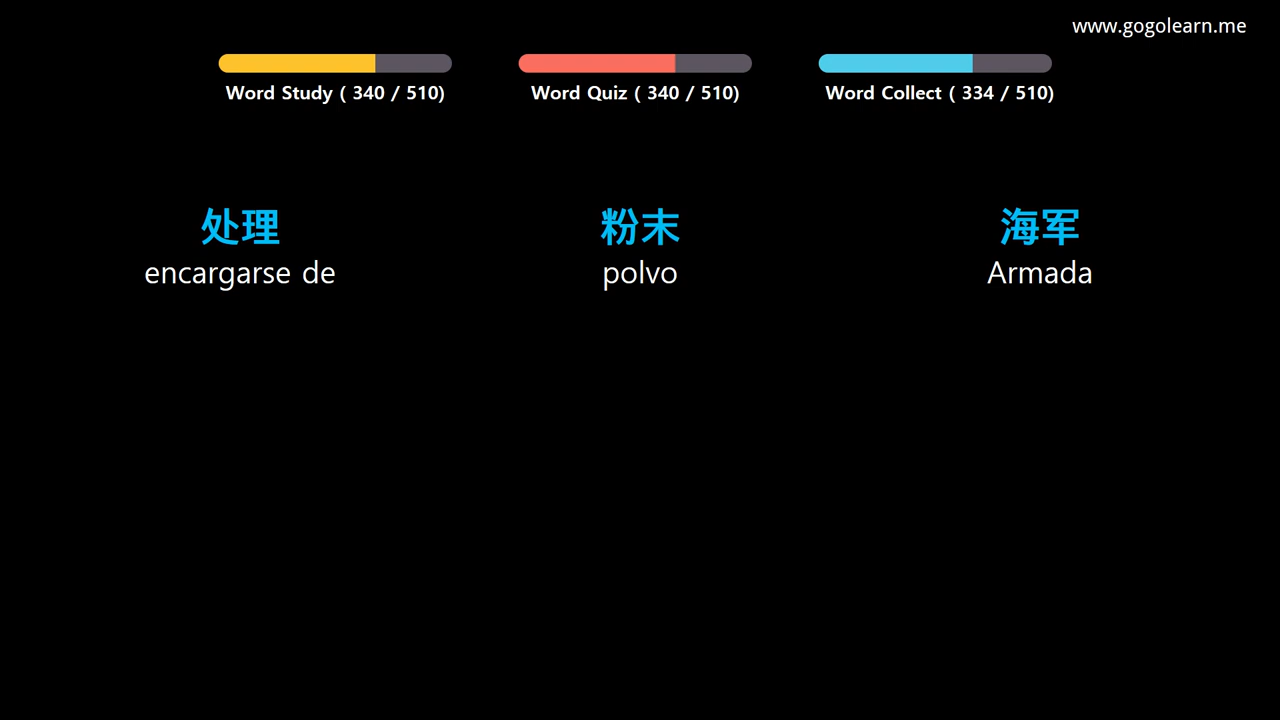 www.gogolearn.me
Word Study ( 340 / 510)
Word Quiz ( 340 / 510)
Word Collect ( 334 / 510)
处理
encargarse de
粉末
polvo
海军
Armada